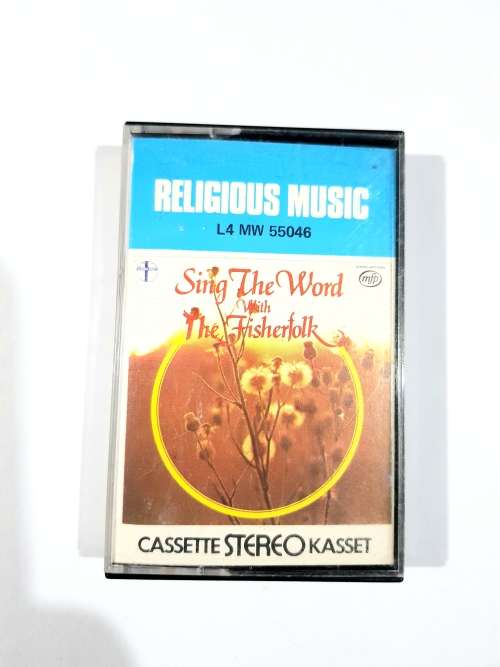 RELIGIOUS MUSIC
L4 MW 55046
mfp
Sing The Word
With
The Fisherfolk
CASSETTE STEREO KASSET